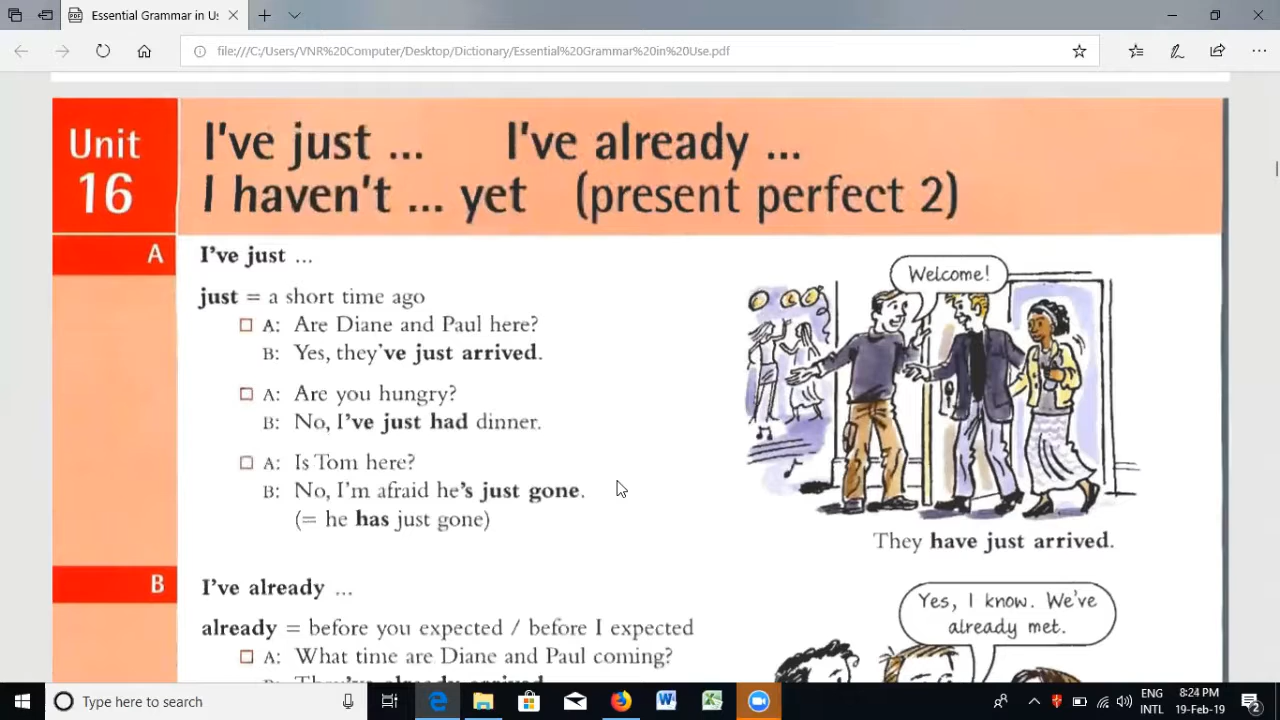 Essential Grammar in Us
file:///C:/Users/VNR%20Computer/Desktop/Dictionary/Essential%20Grammar%20in%20Use.pdf
Unit
16
I've just ... I've already ...
I haven't ... yet (present perfect 2)
A
I've just ...
just = a short time ago
A: Are Diane and Paul here?
B: Yes, they've just arrived.
A: Are you hungry?
B: No, I've just had dinner.
A: Is Tom here?
B: No, I'm afraid he's just gone.
(= he has just gone)
Welcome!
They have just arrived.
B
I've already ...
already = before you expected / before I expected
A: What time are Diane and Paul coming?
B: They've already arrived
Yes, I know. We've
already met.
Type here to search
ENG
INTL
8:24 PM
19-Feb-19
2